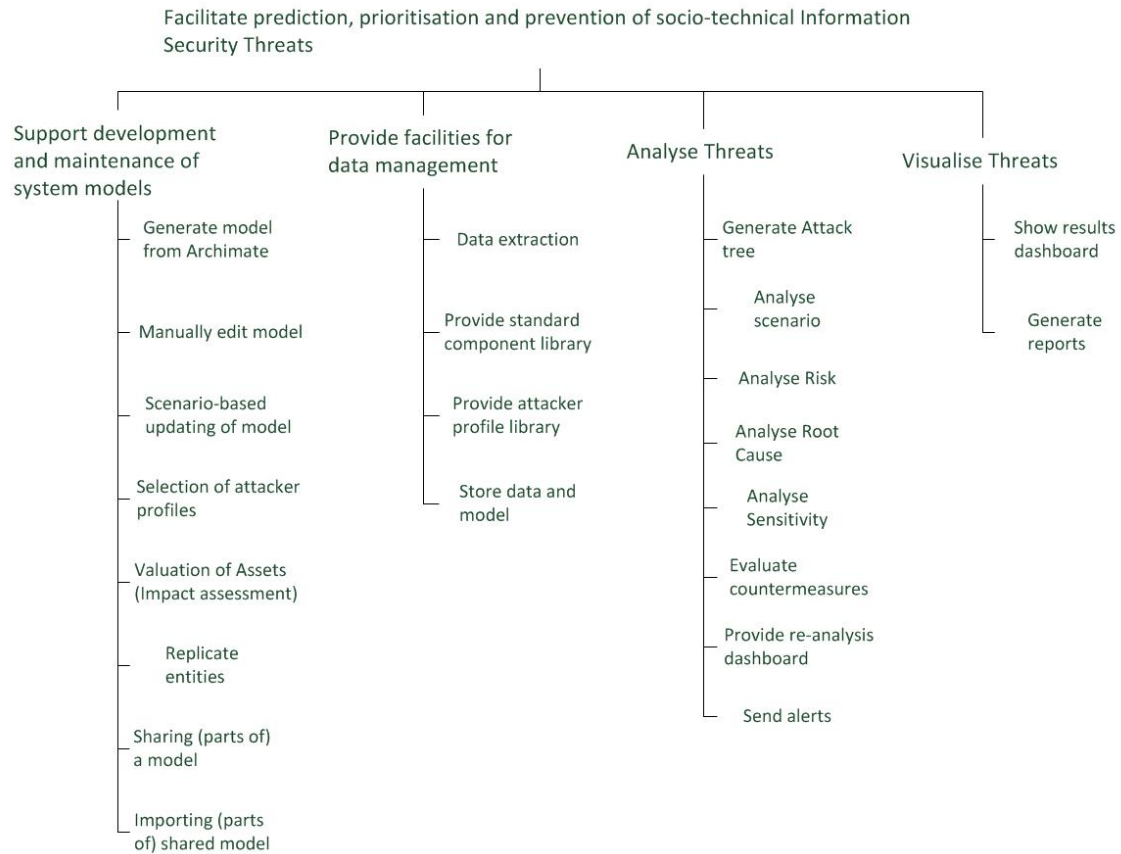 Facilitate prediction, prioritisation and prevention of socio-technical Information
Security Threats
Support development
and maintenance of
system models
Generate model
from Archimate
Manually edit model
Scenario-based
updating of model
Selection of attacker
profiles
Valuation of Assets
(Impact assessment)
Replicate
entities
Sharing (parts of)
a model
Importing (parts
of) shared model
Provide facilities for
data management
Data extraction
Provide standard
component library
Provide attacker
profile library
Store data and
model
Analyse Threats
Generate Attack
tree
Analyse
scenario
Analyse Risk
Analyse Root
Cause
Analyse
Sensitivity
Evaluate
countermeasures
Provide re-analysis
dashboard
Send alerts
Visualise Threats
Show results
dashboard
Generate
reports